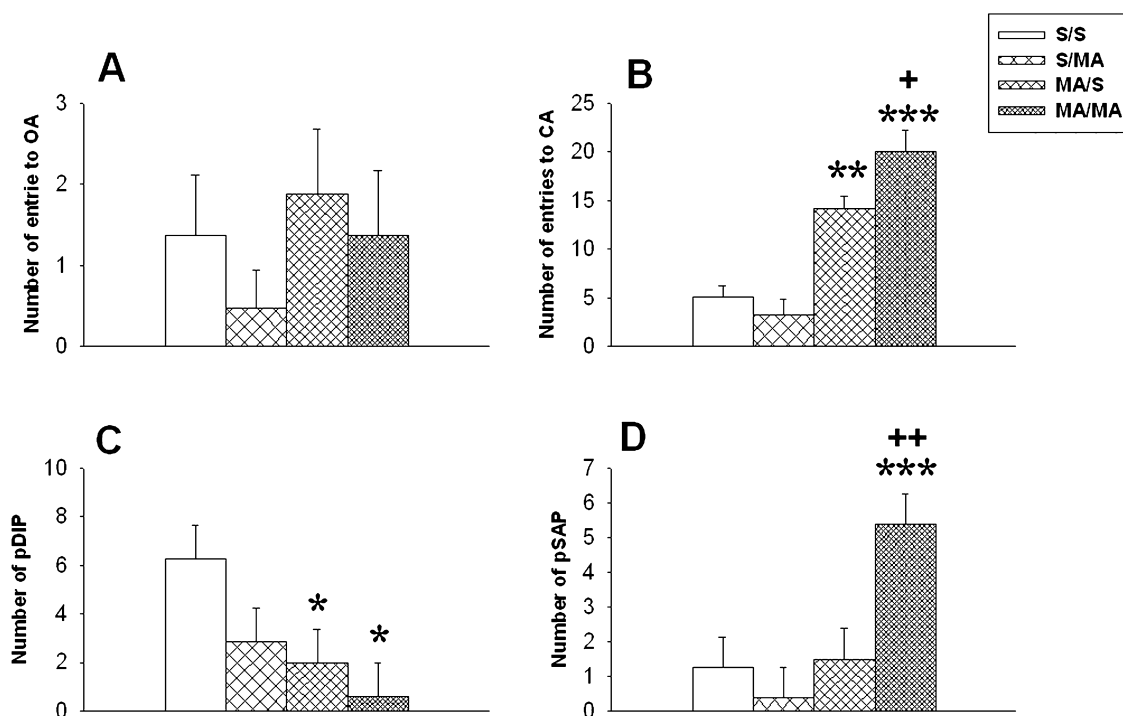 S/S
S/MA
MA/S
MA/MA
A
Number of entrie to OA
3
2
1
0
B
Number of entries to CA
25
20
15
10
5
0
+
***
**
C
Number of pDIP
10
8
6
4
2
0
*
*
D
Number of pSAP
7
6
5
4
3
2
1
0
++
***